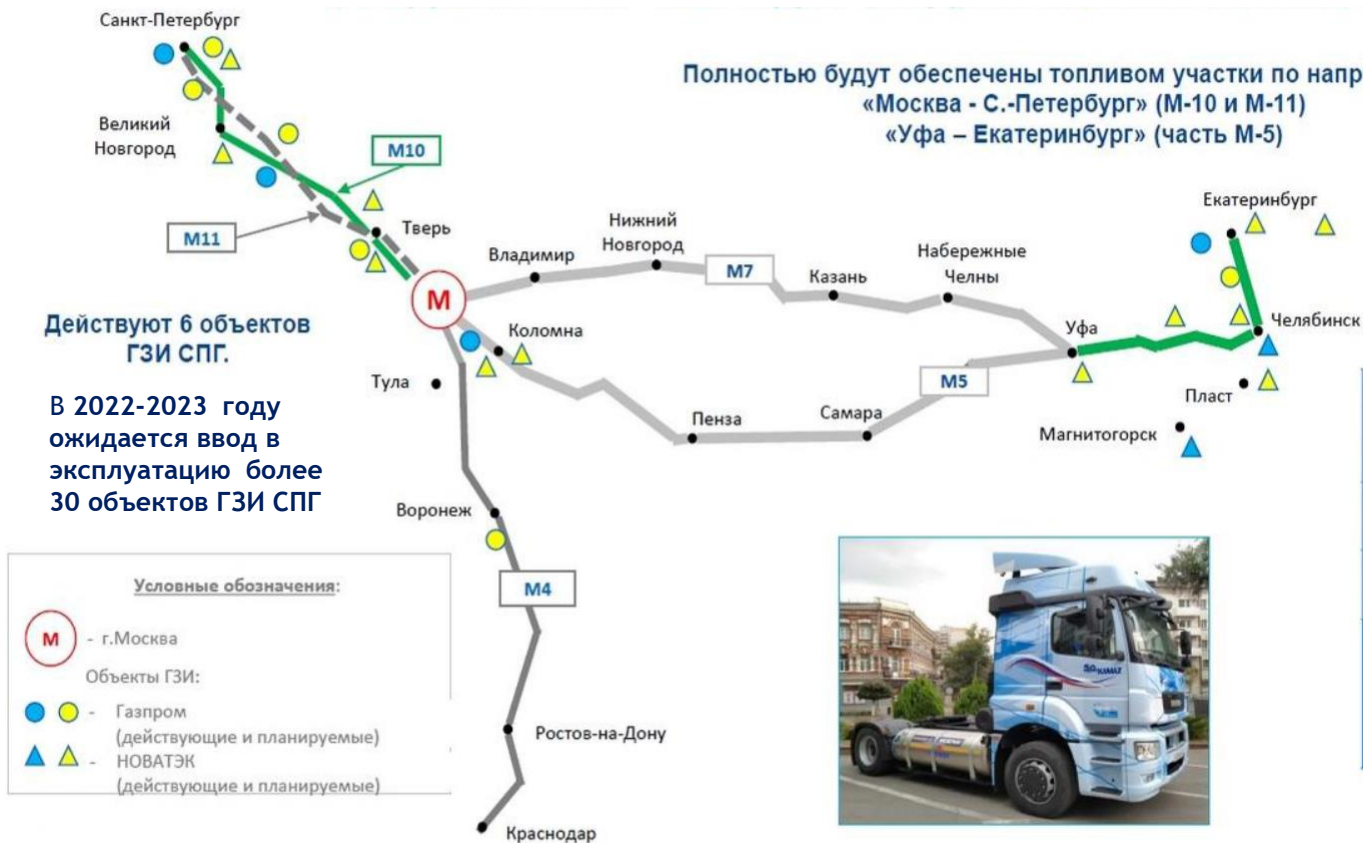 Санкт-Петербург
Полностью будут обеспечены топливом участки по напр
«Москва - С.-Петербург» (М-10 и М-11)
«Уфа – Екатеринбург» (часть М-5)
Великий
Новгород
М10
М11
Тверь
Екатеринбург
Владимир
Нижний
Новгород
М7
Казань
Набережные
Челны
М
Коломна
Уфа
Челябинск
Действуют 6 объектов
ГЗИ СПГ.
Тула
М5
Пласт
В 2022-2023 году
ожидается ввод в
эксплуатацию более
30 объектов ГЗИ СПГ
Пенза
Самара
Магнитогорск
Воронеж
М4
Ростов-на-Дону
Краснодар
Условные обозначения:
М - г.Москва
Объекты ГЗИ:
- Газпром
(действующие и планируемые)
- НОВАТЭК
(действующие и планируемые)
КАМАZ